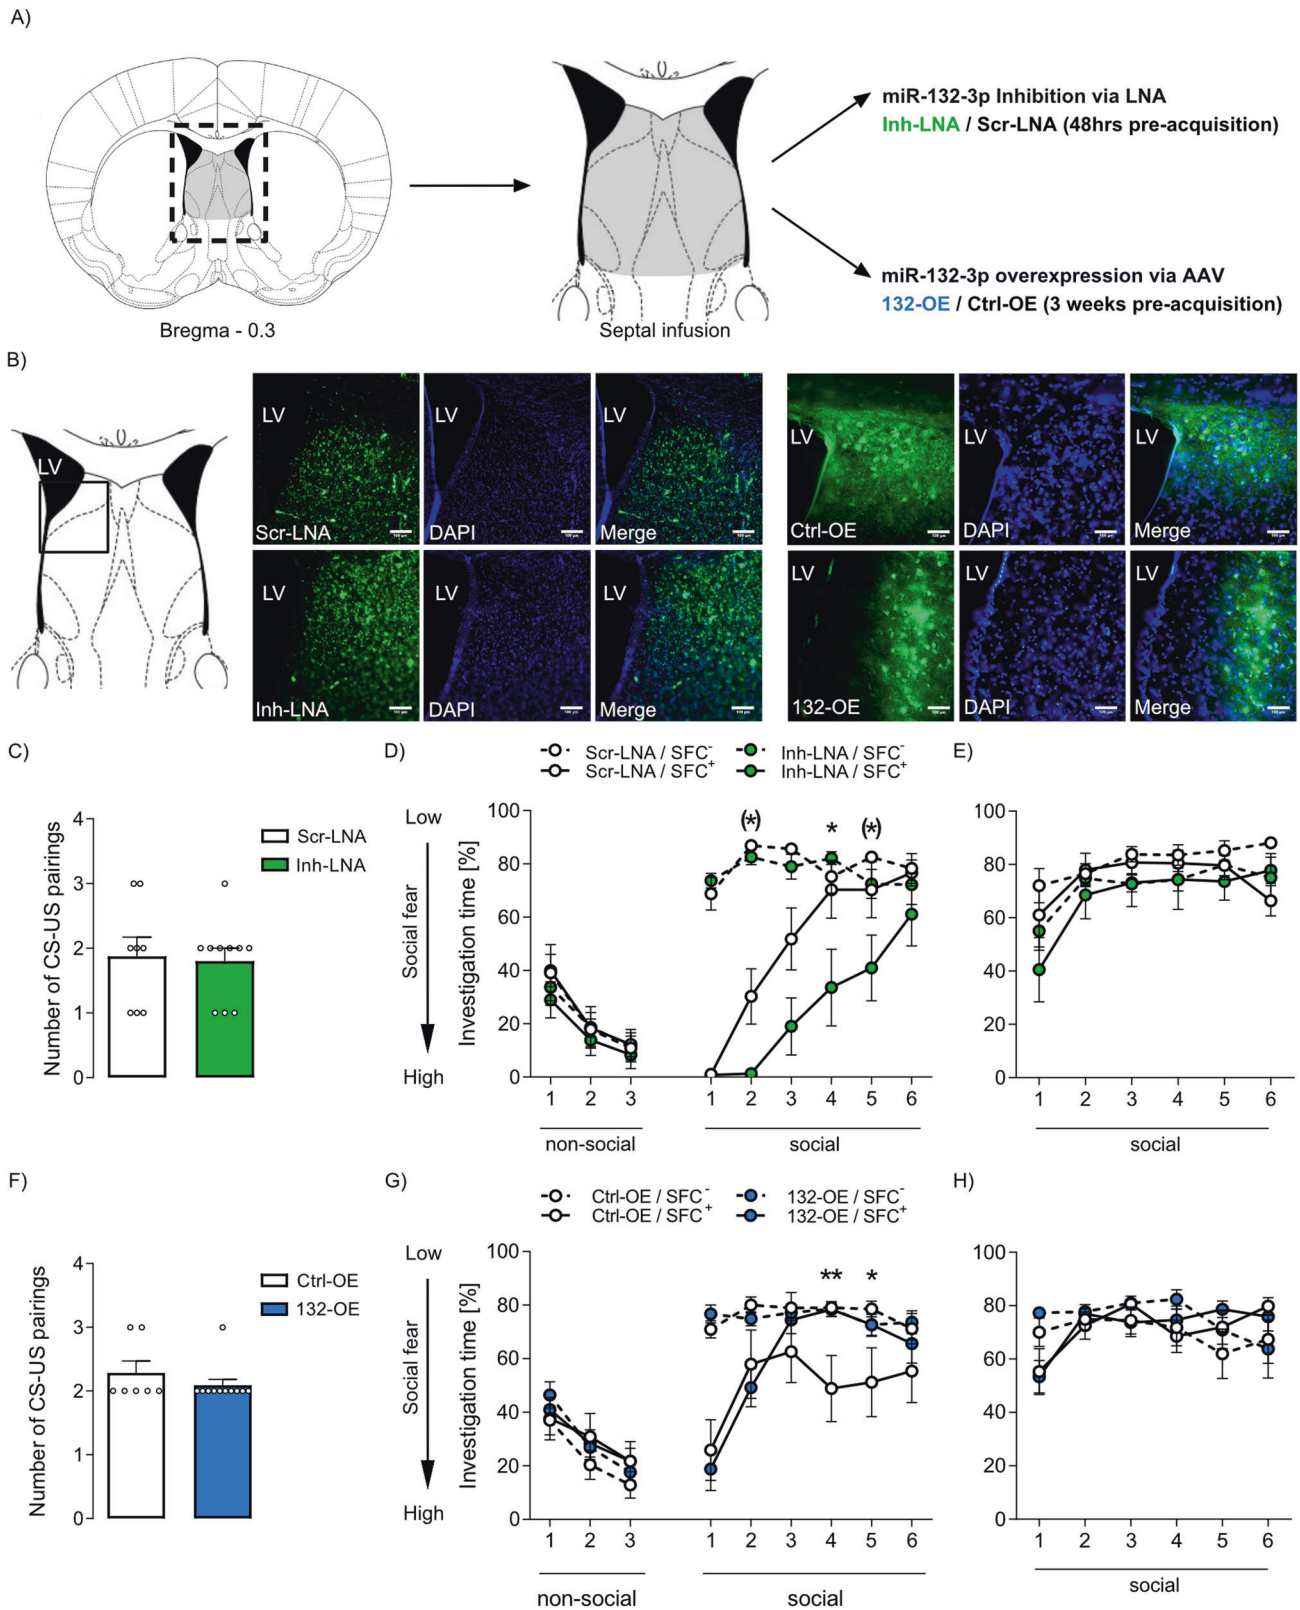 A)
miR-132-3p Inhibition via LNA
Inh-LNA / Scr-LNA (48hrs pre-acquisition)
miR-132-3p overexpression via AAV
132-OE / Ctrl-OE (3 weeks pre-acquisition)
Bregma - 0.3
Septal infusion
B)
LV
LV LV LV LV LV LV
Scr-LNA DAPI Merge Ctrl-OE DAPI Merge
LV LV LV LV LV LV
Inh-LNA DAPI Merge 132-OE DAPI Merge
C)
Number of CS-US pairings
4
3
2
1
0
Scr-LNA
Inh-LNA
D)
Scr-LNA / SFC-
Scr-LNA / SFC+
Inh-LNA / SFC-
Inh-LNA / SFC+
Low
Social fear
High
Investigation time [%]
100
80
60
40
20
0
(*) * (*)
1 2 3 1 2 3 4 5 6
non-social social
E)
100
80
60
40
20
0
1 2 3 4 5 6
social
F)
Number of CS-US pairings
4
3
2
1
0
Ctrl-OE
132-OE
G)
Ctrl-OE / SFC-
Ctrl-OE / SFC+
132-OE / SFC-
132-OE / SFC+
Low
Social fear
High
Investigation time [%]
100
80
60
40
20
0
** *
1 2 3 1 2 3 4 5 6
non-social social
H)
100
80
60
40
20
0
1 2 3 4 5 6
social